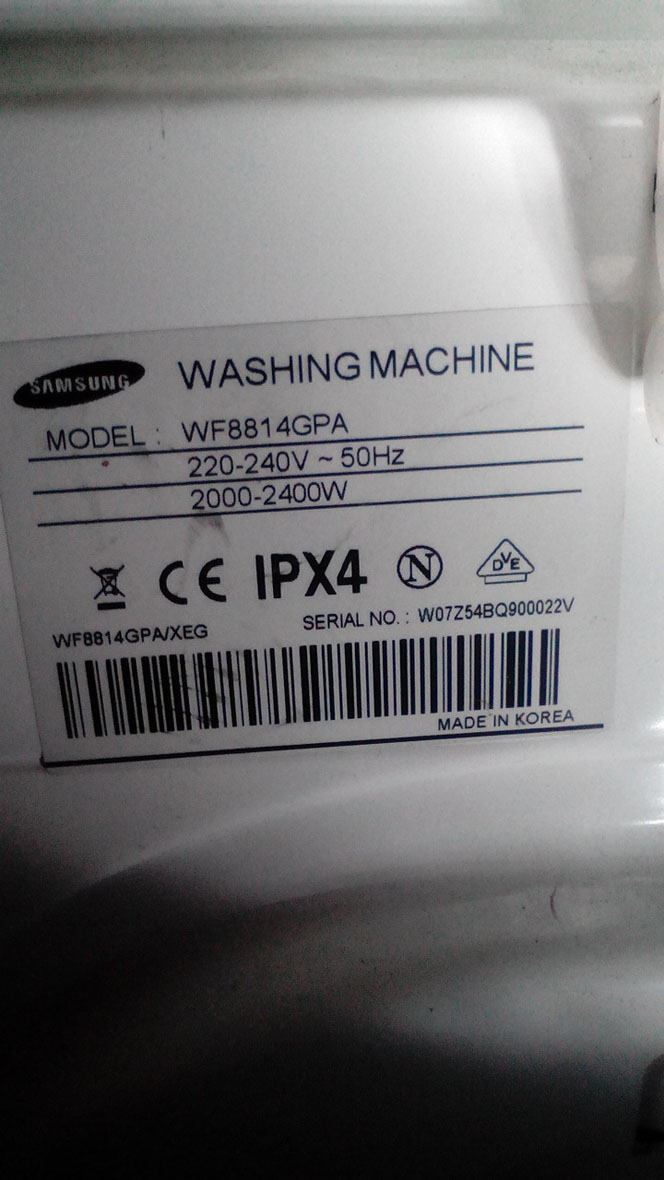 SAMSUNG WASHING MACHINE
MODEL : WF8814GPA
220-240V ~ 50Hz
2000-2400W
CE IPX4 N DVE
WF8814GPA/XEG SERIAL NO. : W07Z54BQ900022V
MADE IN KOREA